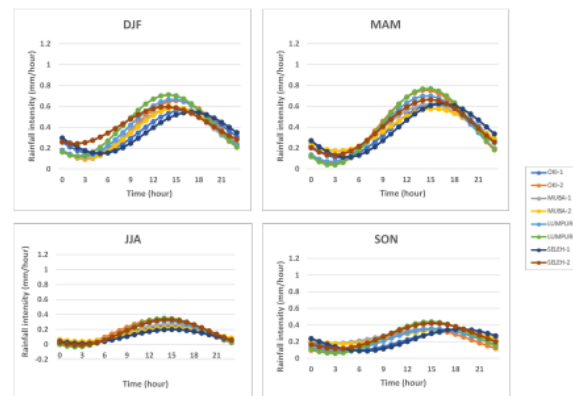 DJF
Rainfall intensity (mm/hour)
1.2
1
0.8
0.6
0.4
0.2
0
0 3 6 9 12 15 18 21
Time (hour)
MAM
Rainfall intensity (mm/hour)
1.2
1
0.8
0.6
0.4
0.2
0
0 3 6 9 12 15 18 21
Time (hour)
JJA
Rainfall intensity (mm/hour)
1.2
1
0.8
0.6
0.4
0.2
0
-0.2
0 3 6 9 12 15 18 21
Time (hour)
SON
Rainfall intensity (mm/hour)
1.2
1
0.8
0.6
0.4
0.2
0
0 3 6 9 12 15 18 21
Time (hour)
OKI-1
OKI-2
MUBA-1
MUBA-2
LUMPUR
LUMPUR
SELEH-1
SELEH-2